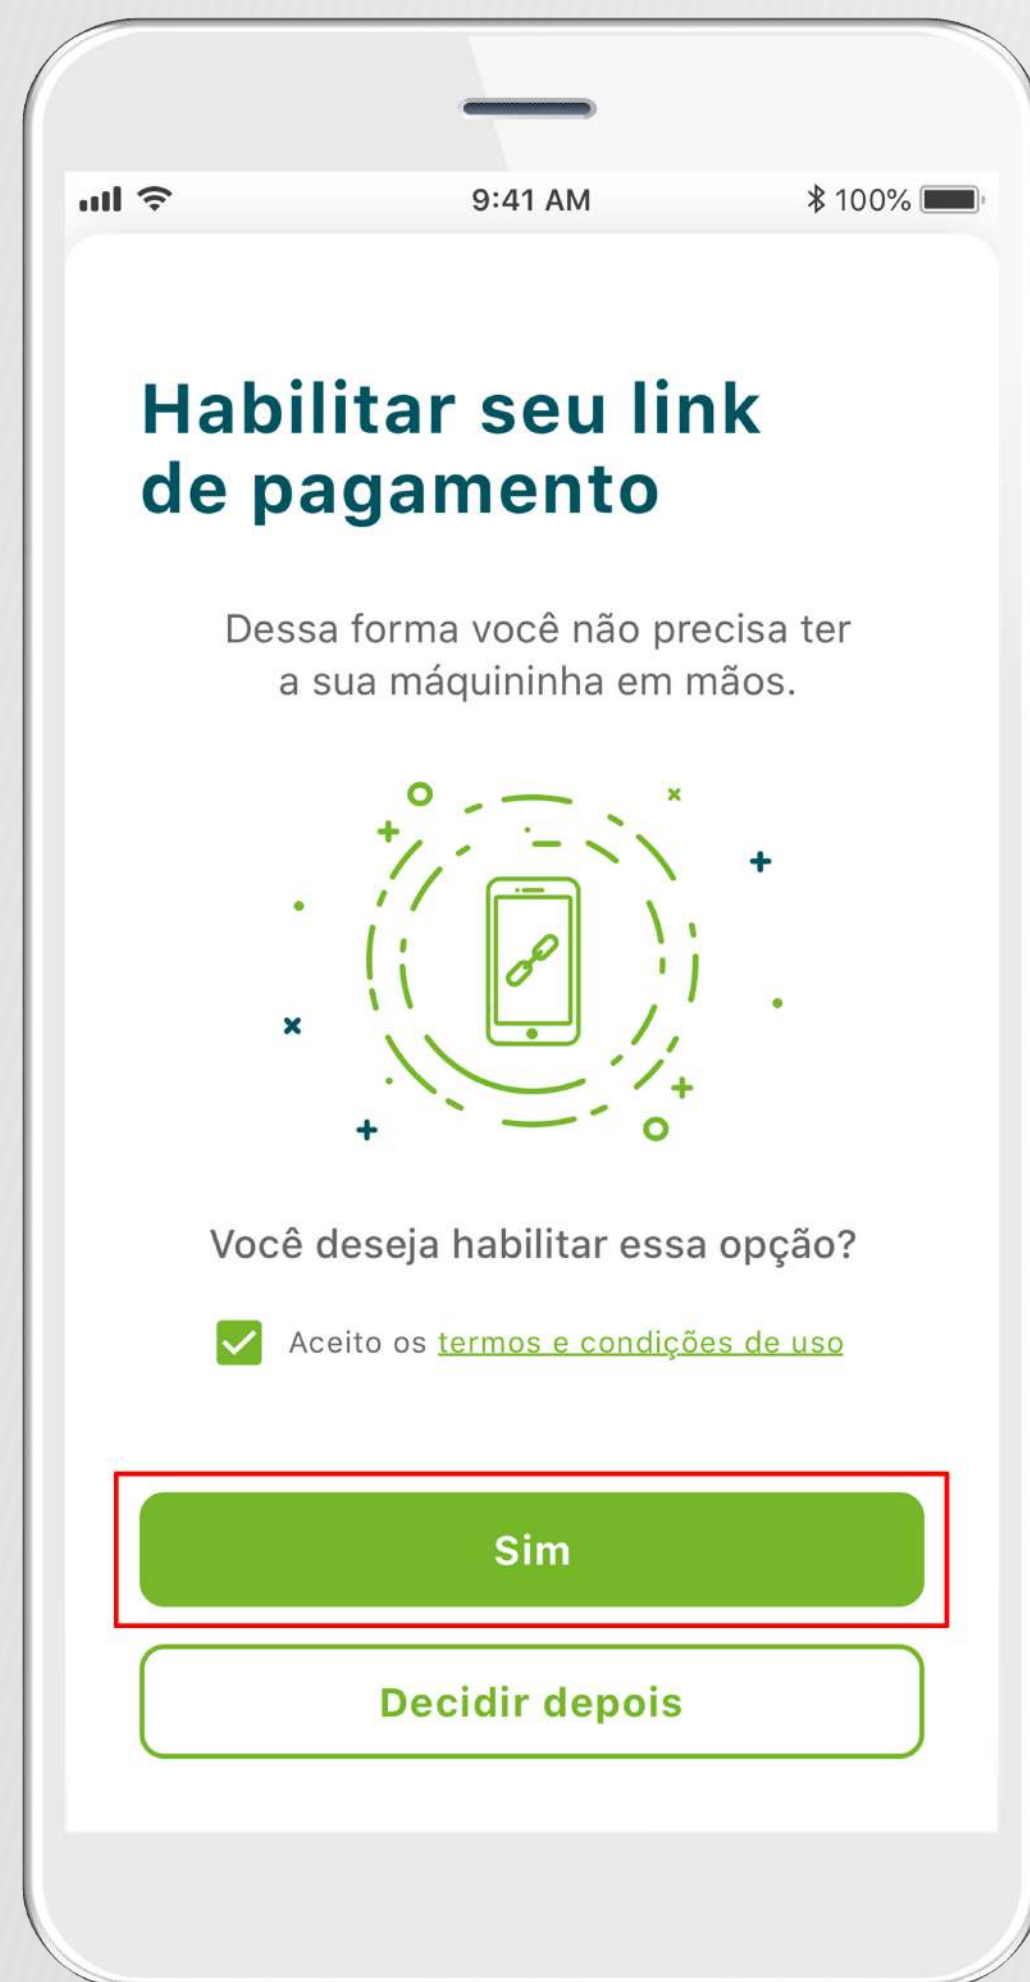 9:41 AM 100%
Habilitar seu link
de pagamento
Dessa forma você não precisa ter
a sua máquininha em mãos.
Você deseja habilitar essa opção?
Aceito os termos e condições de uso
Sim
Decidir depois